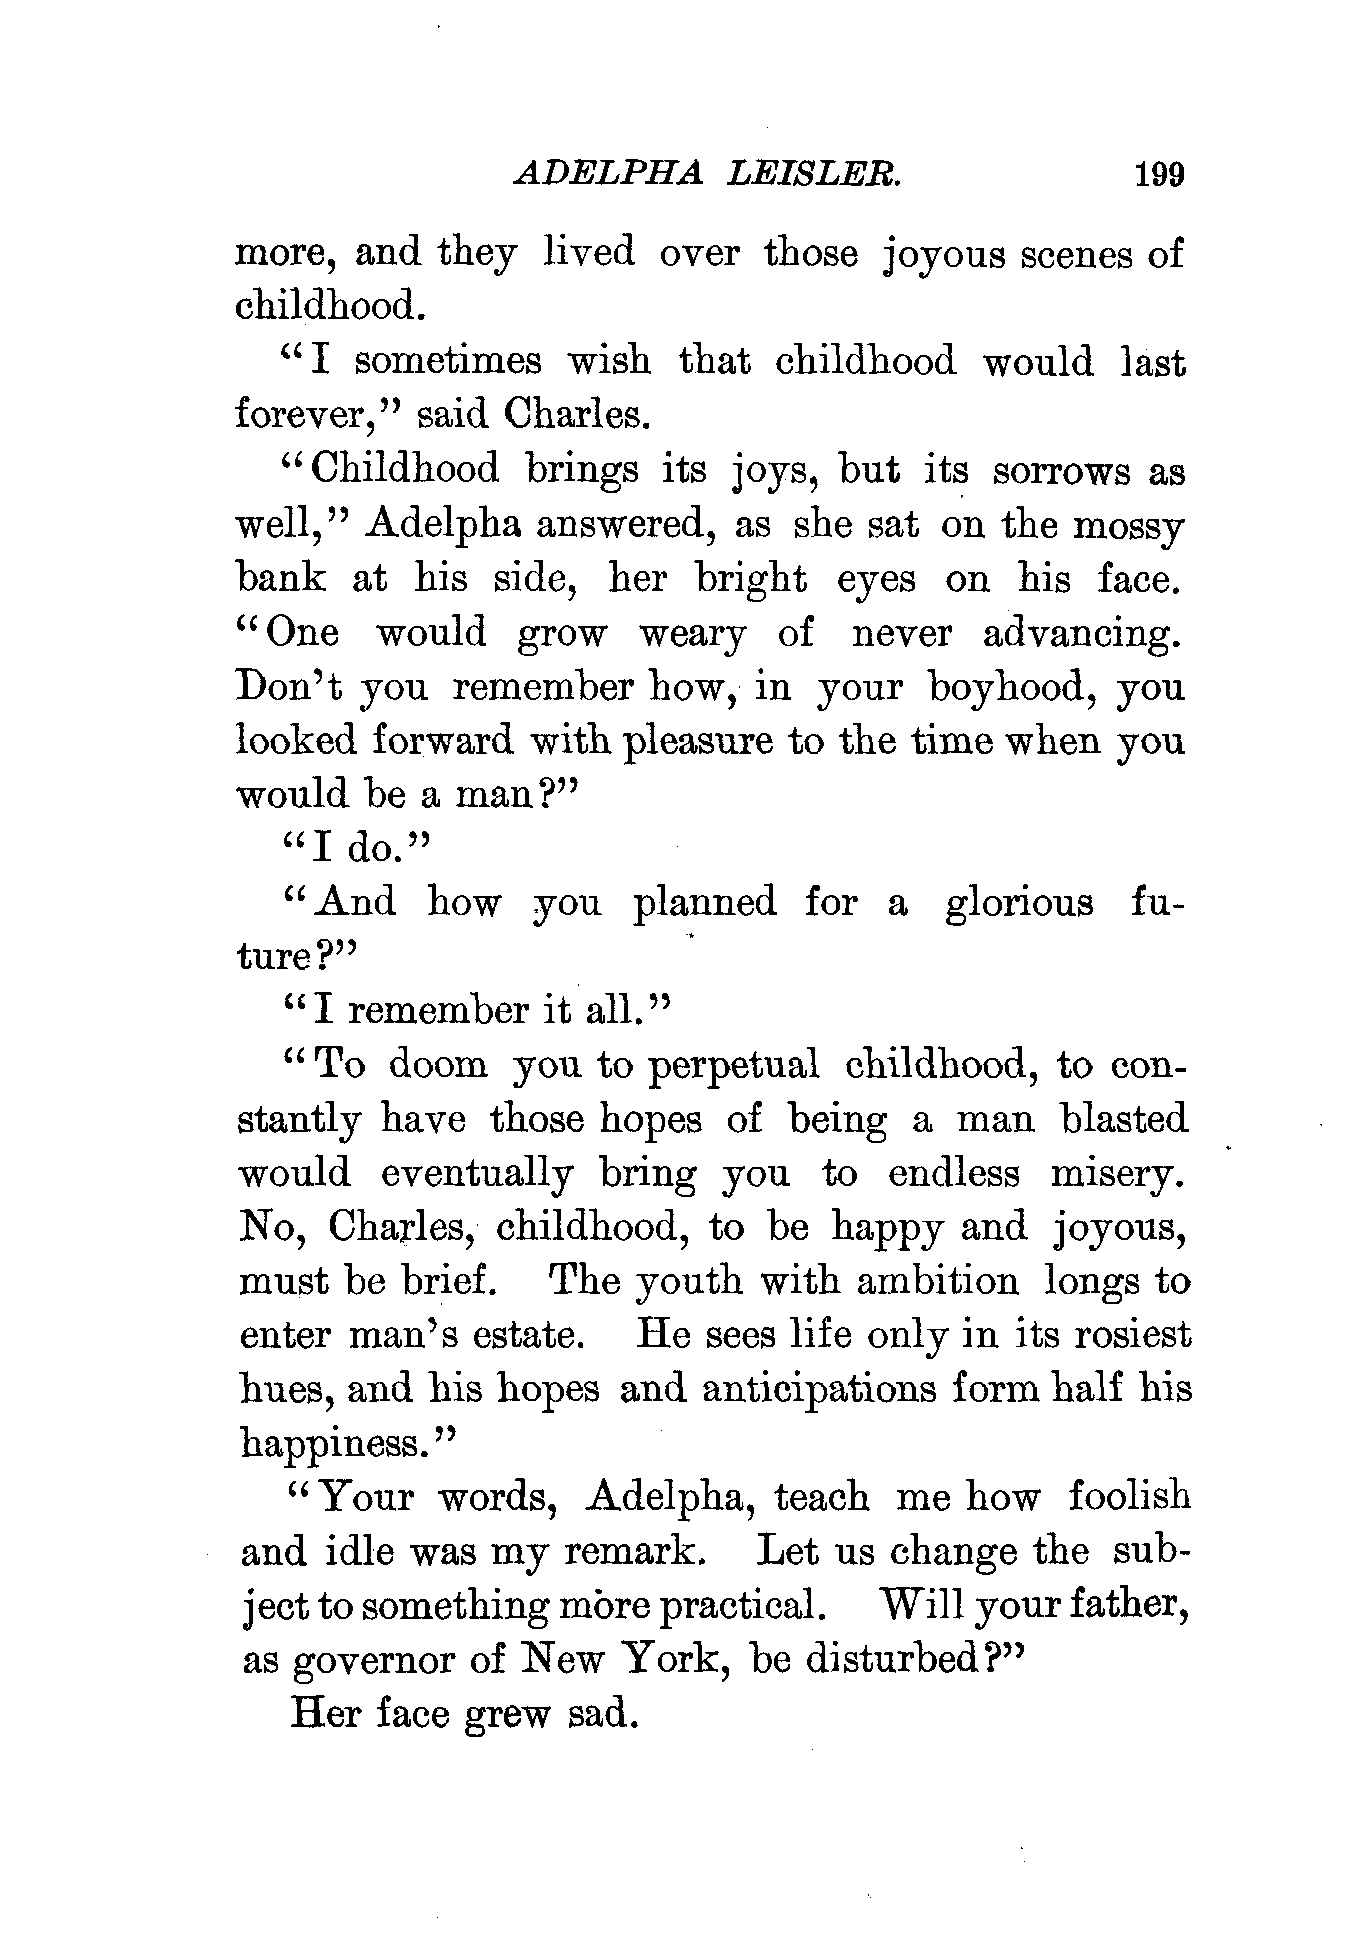 ADELPHA LEISLER. 199
more, and they lived over those joyous scenes of
childhood.
"I sometimes wish that childhood would last
forever," said Charles.
"Childhood brings its joys, but its sorrows as
well," Adelpha answered, as she sat on the mossy
bank at his side, her bright eyes on his face.
"One would grow weary of never advancing.
Don't you remember how, in your boyhood, you
looked forward with pleasure to the time when you
would be a man?"
"I do."
"And how you planned for a glorious fu-
ture?"
"I remember it all."
"To doom you to perpetual childhood, to con-
stantly have those hopes of being a man blasted
would eventually bring you to endless misery.
No, Charles, childhood, to be happy and joyous,
must be brief. The youth with ambition longs to
enter man's estate. He sees life only in its rosiest
hues, and his hopes and anticipations form half his
happiness."
"Your words, Adelpha, teach me how foolish
and idle was my remark. Let us change the sub-
ject to something more practical. Will your father,
as governor of New York, be disturbed?"
Her face grew sad.